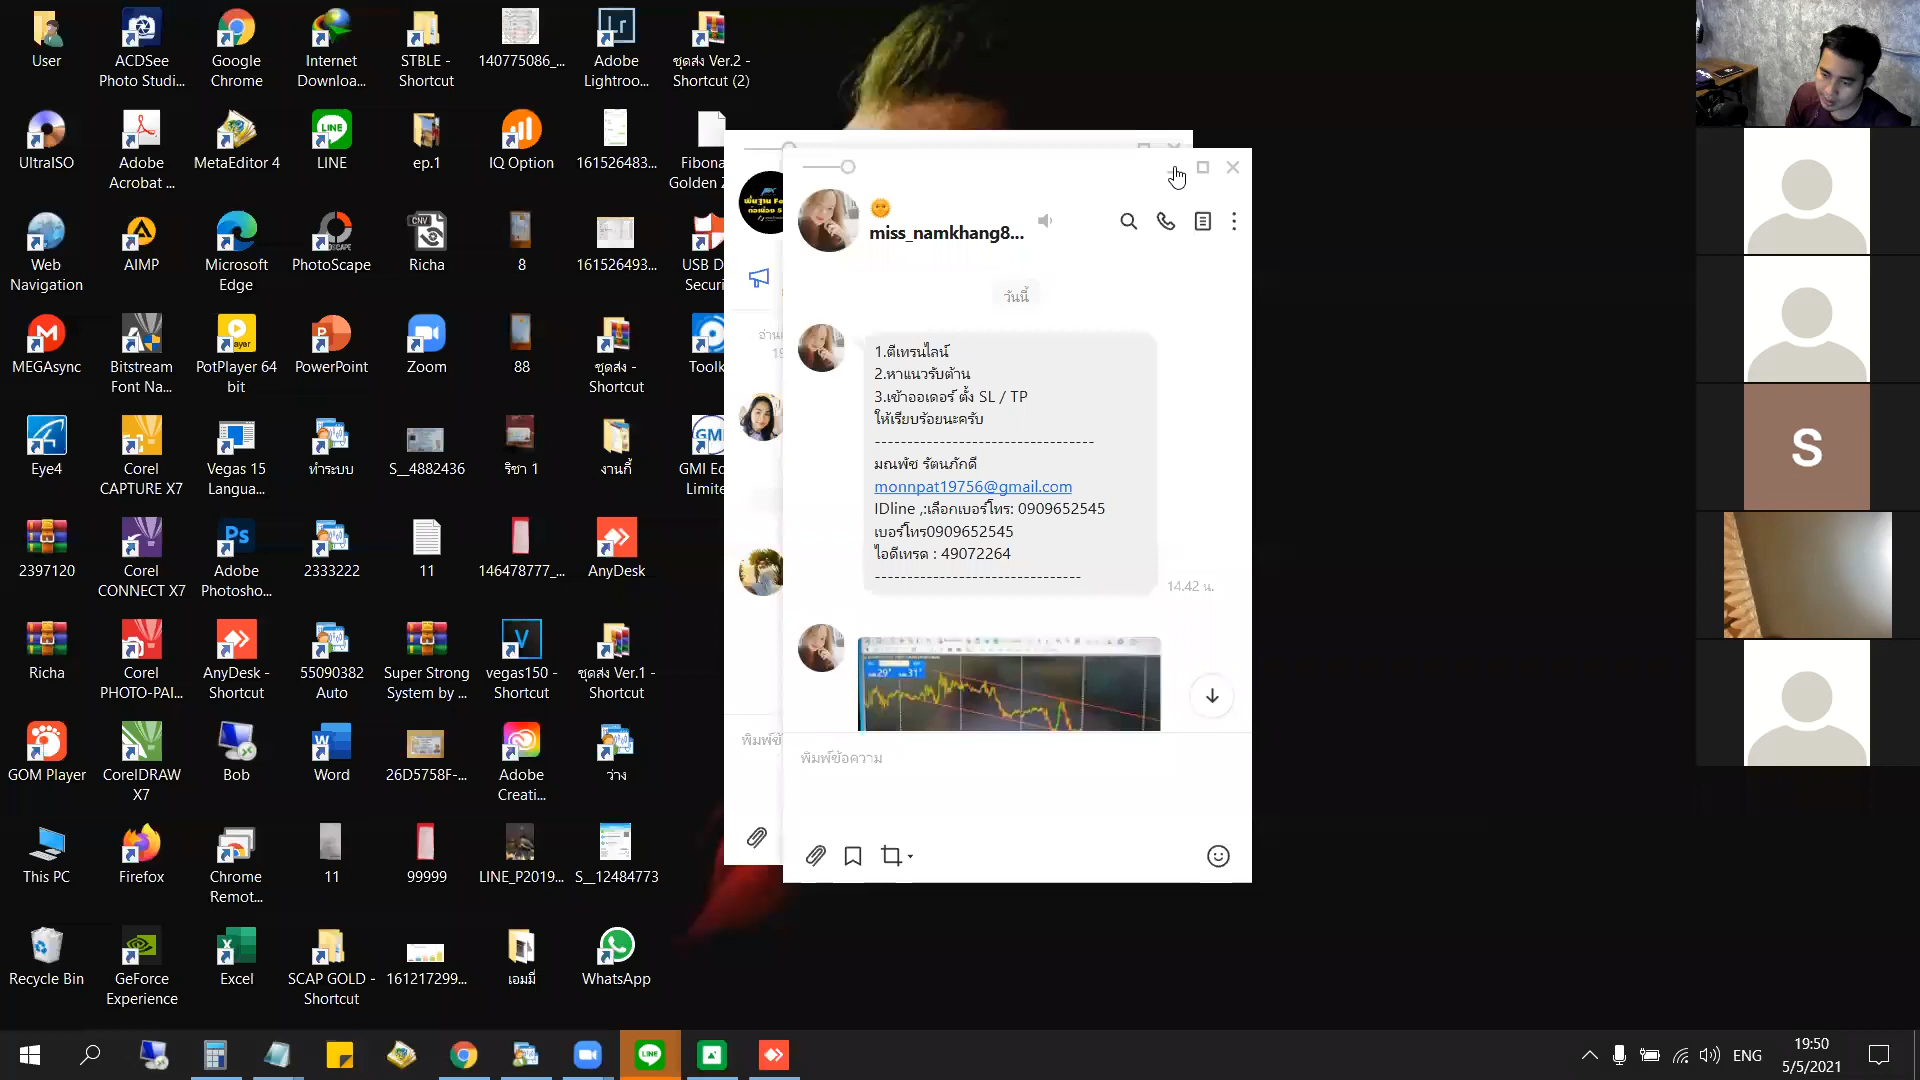 User
ACDSee
Photo Studi...
Google
Chrome
Internet
Downloa...
STBLE -
Shortcut
140775086_...
Adobe
Lightroo...
ชุดส่ง Ver.2 -
Shortcut (2)
UltraISO
Adobe
Acrobat ...
MetaEditor 4
LINE
ep.1
IQ Option
161526483...
Fibona
Golden Z
Web
Navigation
AIMP
Microsoft
Edge
PhotoScape
Richa
8
161526493...
USB D
Securi
MEGAsync
Bitstream
Font Na...
PotPlayer 64
bit
PowerPoint
Zoom
88
ชุดส่ง -
Shortcut
Toolk
Eye4
Corel
CAPTURE X7
Vegas 15
Langua...
ทำระบบ
S__4882436
ริชา 1
งานกี้
GMI Ed
Limite
2397120
Corel
CONNECT X7
Adobe
Photosho...
2333222
11
146478777_...
AnyDesk
Richa
Corel
PHOTO-PAI...
AnyDesk -
Shortcut
55090382
Auto
Super Strong
System by ...
vegas150 -
Shortcut
ชุดส่ง Ver.1 -
Shortcut
GOM Player
CorelDRAW
X7
Bob
Word
26D5758F-...
Adobe
Creati...
ว่าง
This PC
Firefox
Chrome
Remot...
11
99999
LINE_P2019...
S__12484773
Recycle Bin
GeForce
Experience
Excel
SCAP GOLD -
Shortcut
161217299...
เอมมี่
WhatsApp
miss_namkhang8...
วันนี้
1.ตีเทรนไลน์
2.หาแนวรับต้าน
3.เข้าออเดอร์ ตั้ง SL / TP
ให้เรียบร้อยนะครับ
----------------------------------
มณพัช รัตนภักดี
monnpat19756@gmail.com
IDline ,:เลือกเบอร์โทร: 0909652545
เบอร์โทร0909652545
ไอดีเทรด : 49072264
--------------------------------
14.42 น.
พิมพ์ข้อความ
S
ENG
19:50
5/5/2021